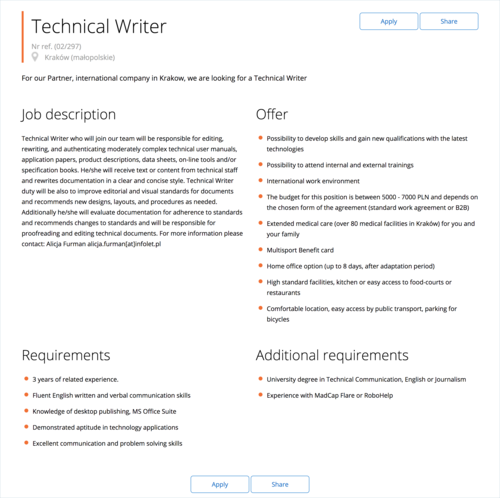 Technical Writer
Apply
Share
Nr ref. (02/297)
Kraków (małopolskie)
For our Partner, international company in Krakow, we are looking for a Technical Writer
Job description
Technical Writer who will join our team will be responsible for editing,
rewriting, and authenticating moderately complex technical user manuals,
application papers, product descriptions, data sheets, on-line tools and/or
specification books. He/she will receive text or content from technical staff
and rewrites documentation in a clear and concise style. Technical Writer
duty will be also to improve editorial and visual standards for documents
and recommends new designs, layouts, and procedures as needed.
Additionally he/she will evaluate documentation for adherence to standards
and recommends changes to standards and will be responsible for
proofreading and editing technical documents. For more information please
contact: Alicja Furman alicja.furman[at]infolet.pl
Offer
Possibility to develop skills and gain new qualifications with the latest
technologies
Possibility to attend internal and external trainings
International work environment
The budget for this position is between 5000 - 7000 PLN and depends on
the chosen form of the agreement (standard work agreement or B2B)
Extended medical care (over 80 medical facilities in Kraków) for you and
your family
Multisport Benefit card
Home office option (up to 8 days, after adaptation period)
High standard facilities, kitchen or easy access to food-courts or
restaurants
Comfortable location, easy access by public transport, parking for
bicycles
Requirements
3 years of related experience.
Fluent English written and verbal communication skills
Knowledge of desktop publishing, MS Office Suite
Demonstrated aptitude in technology applications
Excellent communication and problem solving skills
Additional requirements
University degree in Technical Communication, English or Journalism
Experience with MadCap Flare or RoboHelp
Apply
Share